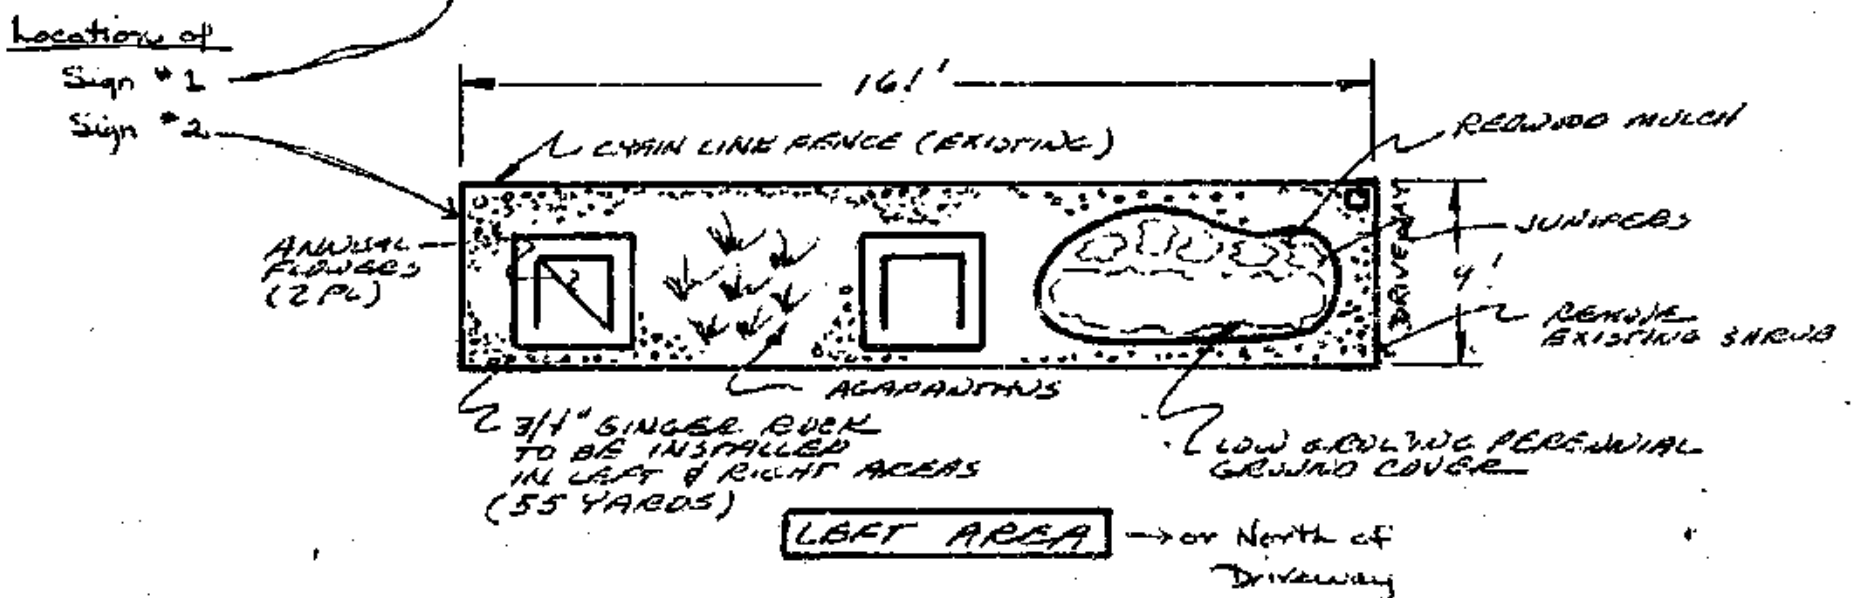 Location of
Sign #1
Sign #2
161'
CHAIN LINK FENCE (EXISTING)
REDWOOD MULCH
ANNUAL
FLOWERS
(2 PL)
DRIVEWAY
JUNIPERS
9'
REMOVE
EXISTING SHRUB
AGAPANTHUS
3/4" GINGER ROCK
TO BE INSTALLED
IN LEFT & RIGHT AREAS
(55 YARDS)
LOW GROWING PERENNIAL
GROUND COVER
LEFT AREA → or North of
Driveway